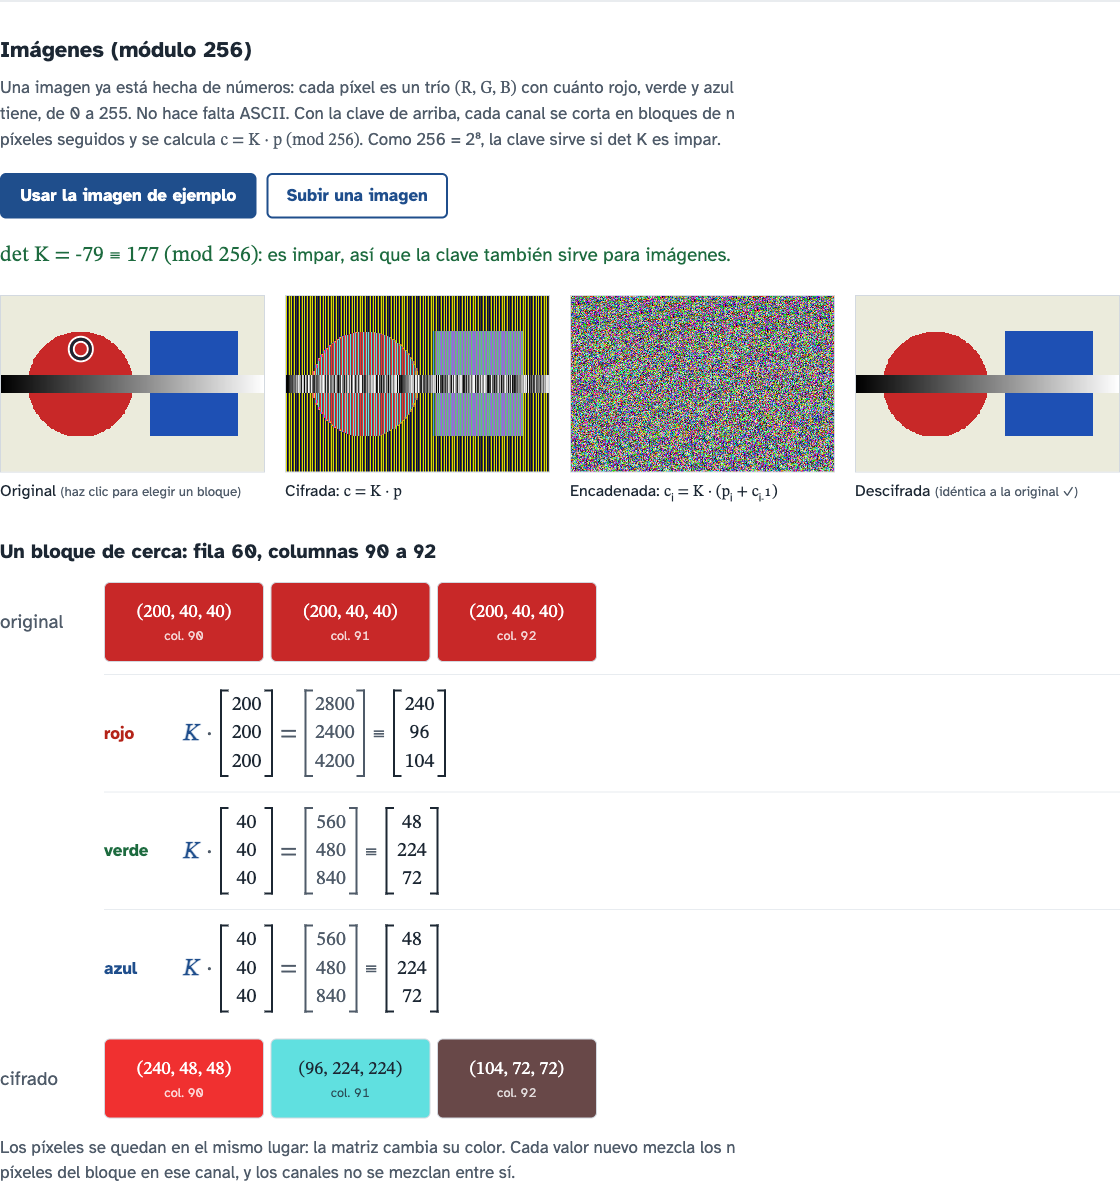 Imágenes (módulo 256)
Una imagen ya está hecha de números: cada píxel es un trío (R, G, B) con cuánto rojo, verde y azul
tiene, de 0 a 255. No hace falta ASCII. Con la clave de arriba, cada canal se corta en bloques de n
píxeles seguidos y se calcula c = K · p (mod 256). Como 256 = 2⁸, la clave sirve si det K es impar.
Usar la imagen de ejemplo
Subir una imagen
det K = -79 ≡ 177 (mod 256): es impar, así que la clave también sirve para imágenes.
Original (haz clic para elegir un bloque)
Cifrada: c = K · p
Encadenada: cᵢ = K · (pᵢ + cᵢ₋1)
Descifrada (idéntica a la original ✓)
Un bloque de cerca: fila 60, columnas 90 a 92
original
(200, 40, 40)
col. 90
(200, 40, 40)
col. 91
(200, 40, 40)
col. 92
rojo K · [200 200 200] = [2800 2400 4200] ≡ [240 96 104]
verde K · [40 40 40] = [560 480 840] ≡ [48 224 72]
azul K · [40 40 40] = [560 480 840] ≡ [48 224 72]
cifrado
(240, 48, 48)
col. 90
(96, 224, 224)
col. 91
(104, 72, 72)
col. 92
Los píxeles se quedan en el mismo lugar: la matriz cambia su color. Cada valor nuevo mezcla los n
píxeles del bloque en ese canal, y los canales no se mezclan entre sí.